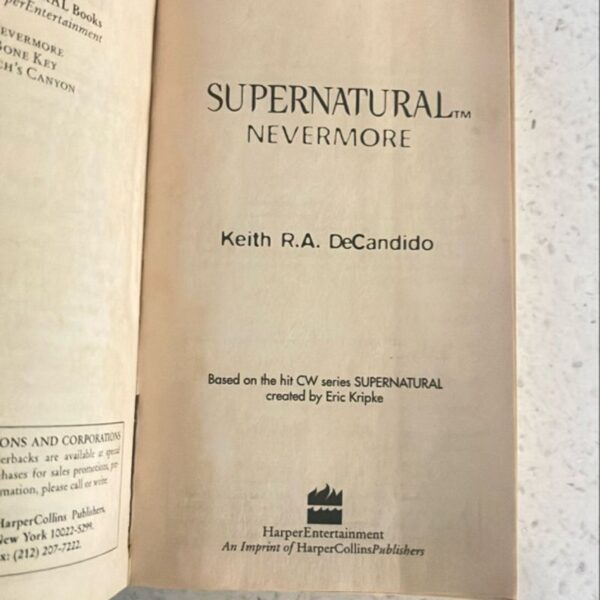 AL Books
perEntertainment
EVERMORE
BONE KEY
CH'S CANYON
ONS AND CORPORATIONS
erbacks are available at special
hases for sales promotions, pre-
mation, please call or write
HarperCollins Publishers,
New York 10022-5299.
x: (212) 207-7222.
SUPERNATURAL™
NEVERMORE
Keith R.A. DeCandido
Based on the hit CW series SUPERNATURAL
created by Eric Kripke
HarperEntertainment
An Imprint of HarperCollinsPublishers